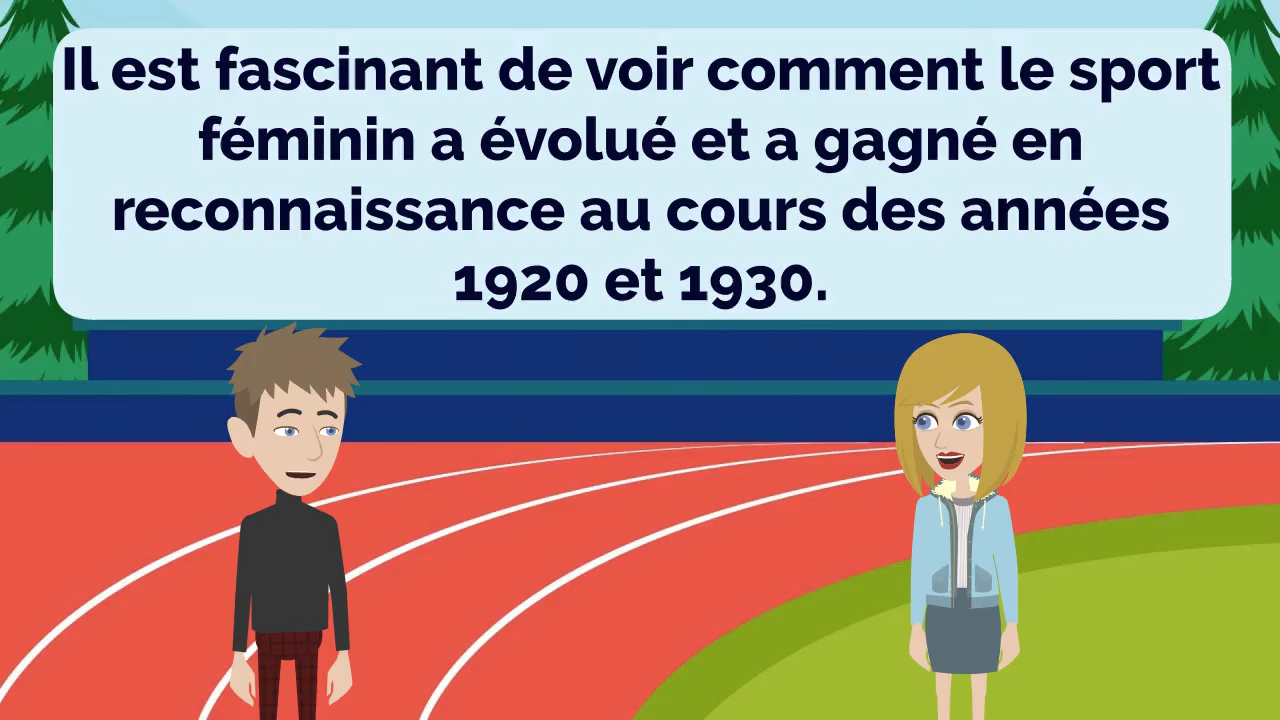 Il est fascinant de voir comment le sport
féminin a évolué et a gagné en
reconnaissance au cours des années
1920 et 1930.